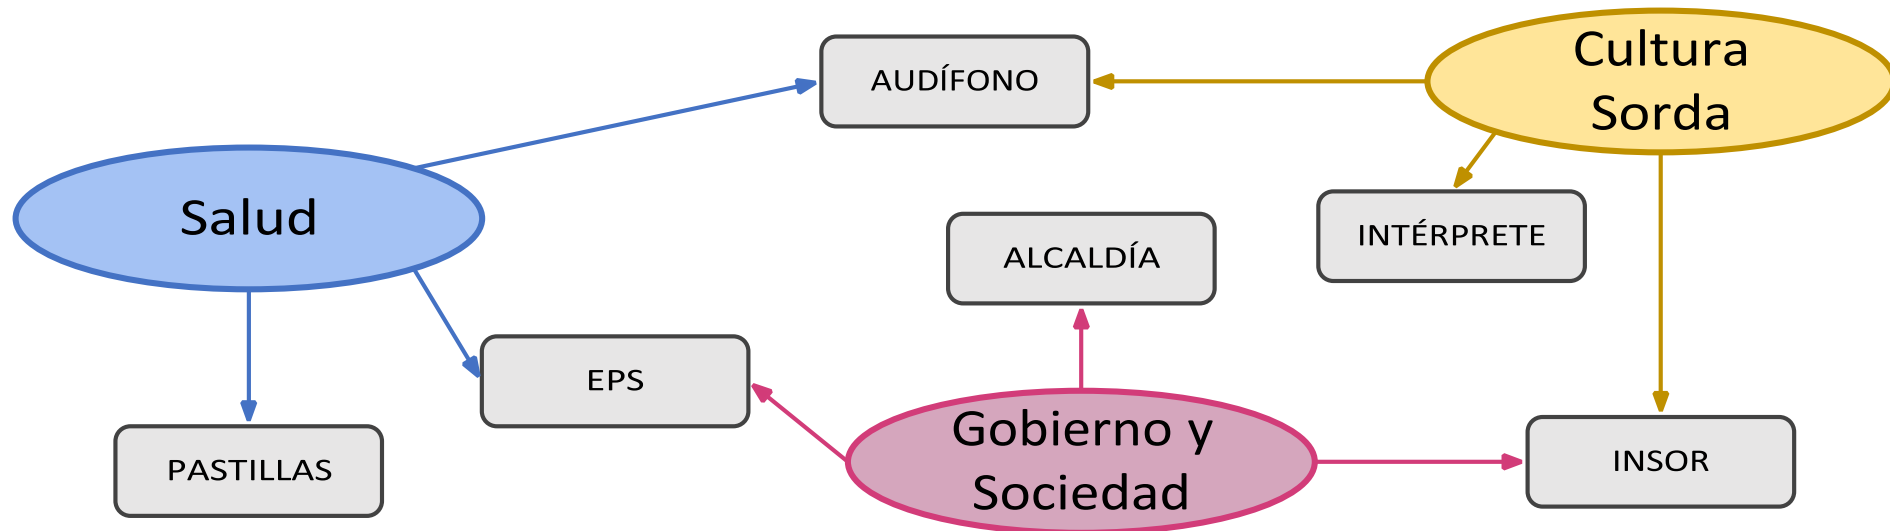 Cultura
Sorda
AUDÍFONO
Salud
INTÉRPRETE
ALCALDÍA
EPS
Gobierno y
Sociedad
PASTILLAS
INSOR